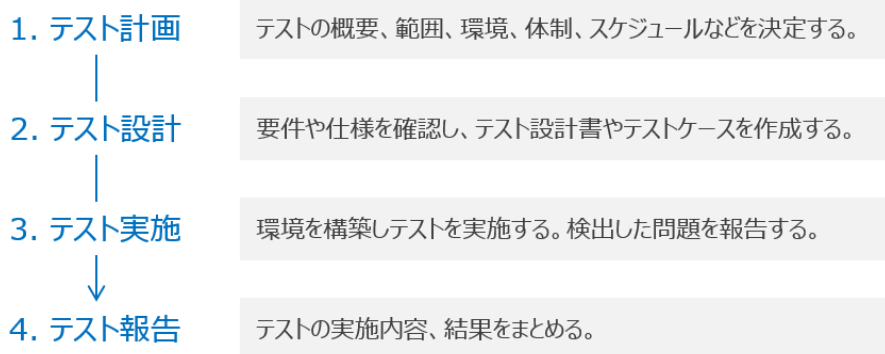 1. テスト計画
テストの概要、範囲、環境、体制、スケジュールなどを決定する。
2. テスト設計
要件や仕様を確認し、テスト設計書やテストケースを作成する。
3. テスト実施
環境を構築しテストを実施する。検出した問題を報告する。
4. テスト報告
テストの実施内容、結果をまとめる。